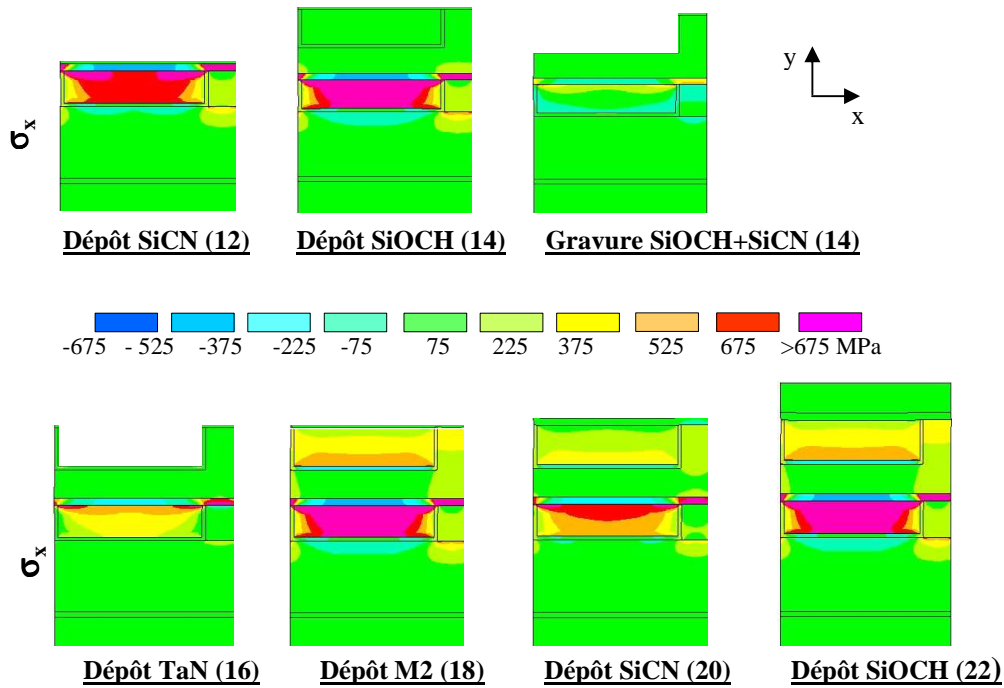 y
x
σx
Dépôt SiCN (12) Dépôt SiOCH (14) Gravure SiOCH+SiCN (14)
-675 - 525 -375 -225 -75 75 225 375 525 675 >675 MPa
σx
Dépôt TaN (16) Dépôt M2 (18) Dépôt SiCN (20) Dépôt SiOCH (22)